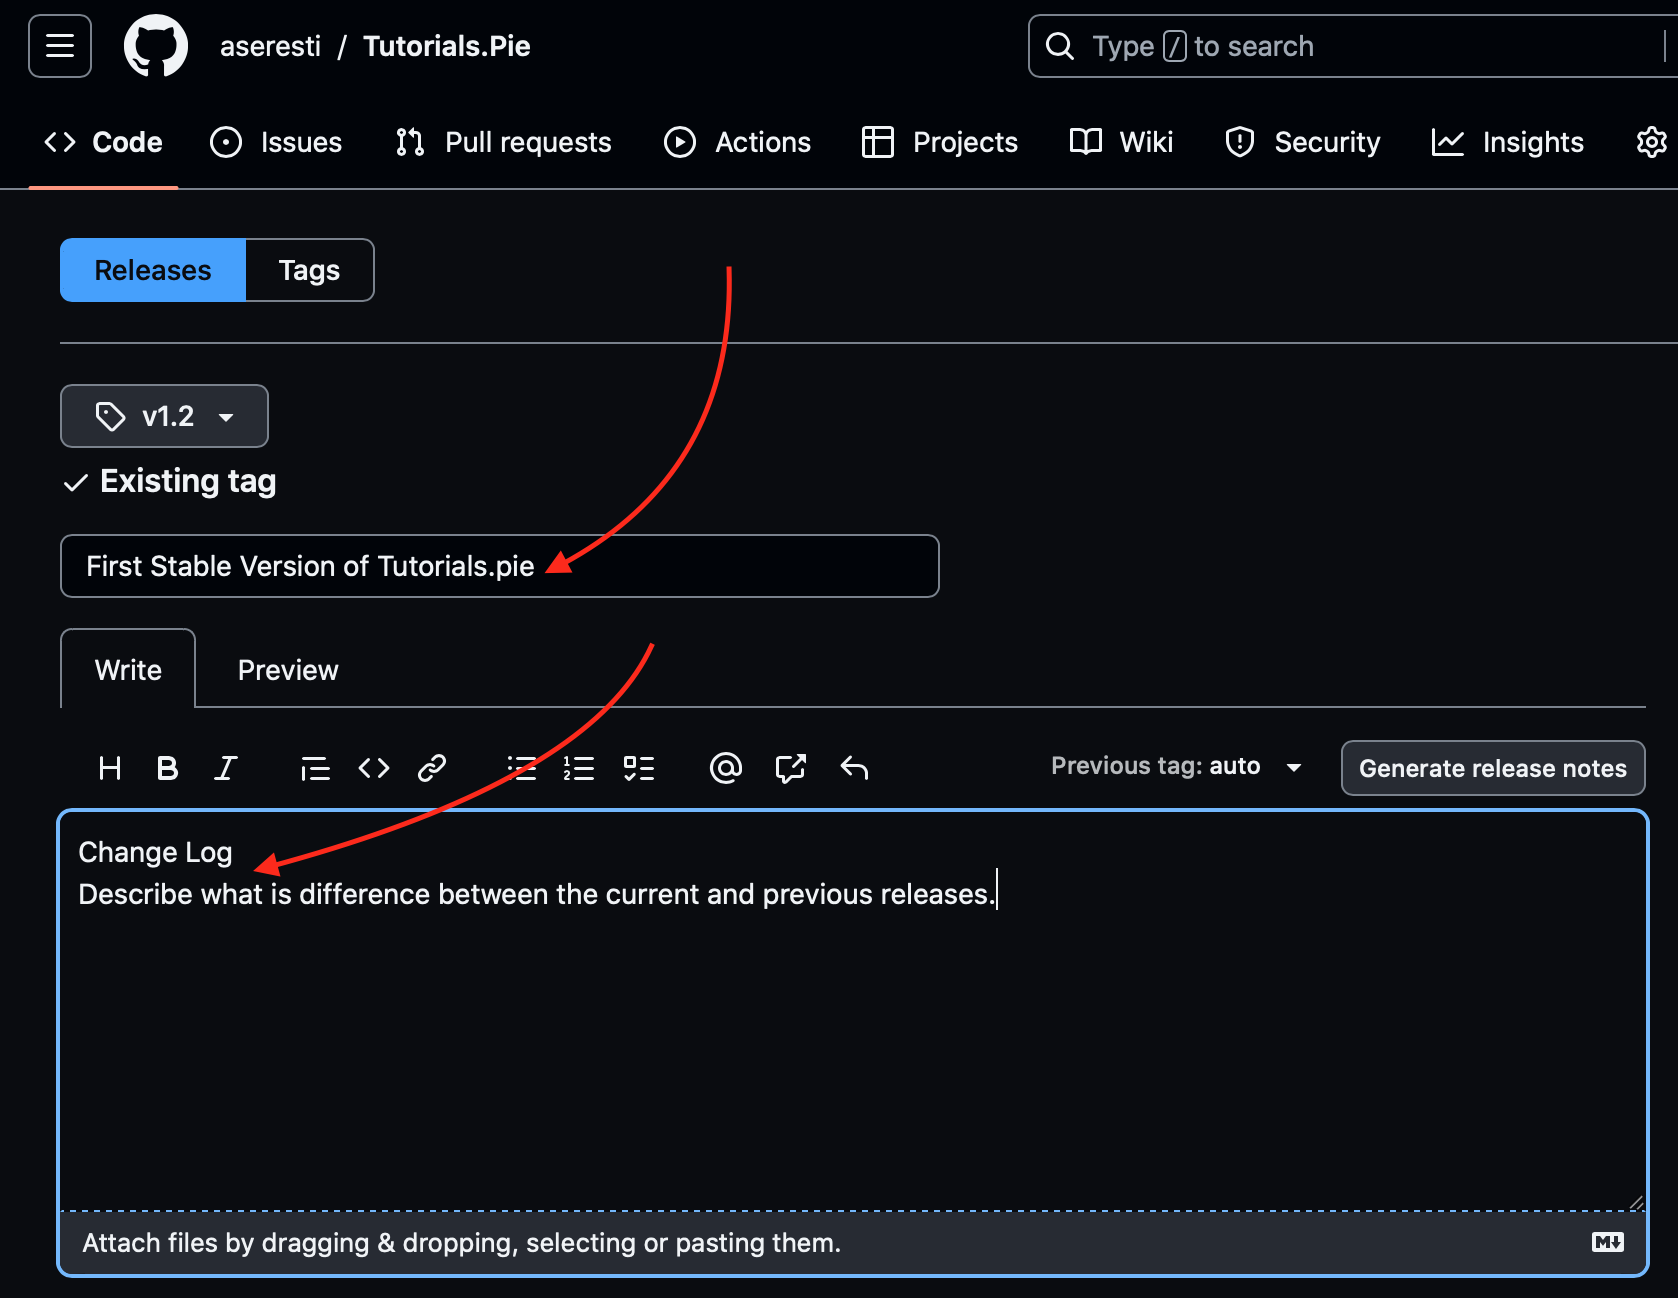 aseresti / Tutorials.Pie
Type / to search
Code Issues Pull requests Actions Projects Wiki Security Insights
Releases Tags
v1.2
Existing tag
First Stable Version of Tutorials.pie
Write Preview
H B I Previous tag: auto Generate release notes
Change Log
Describe what is difference between the current and previous releases.
Attach files by dragging & dropping, selecting or pasting them.